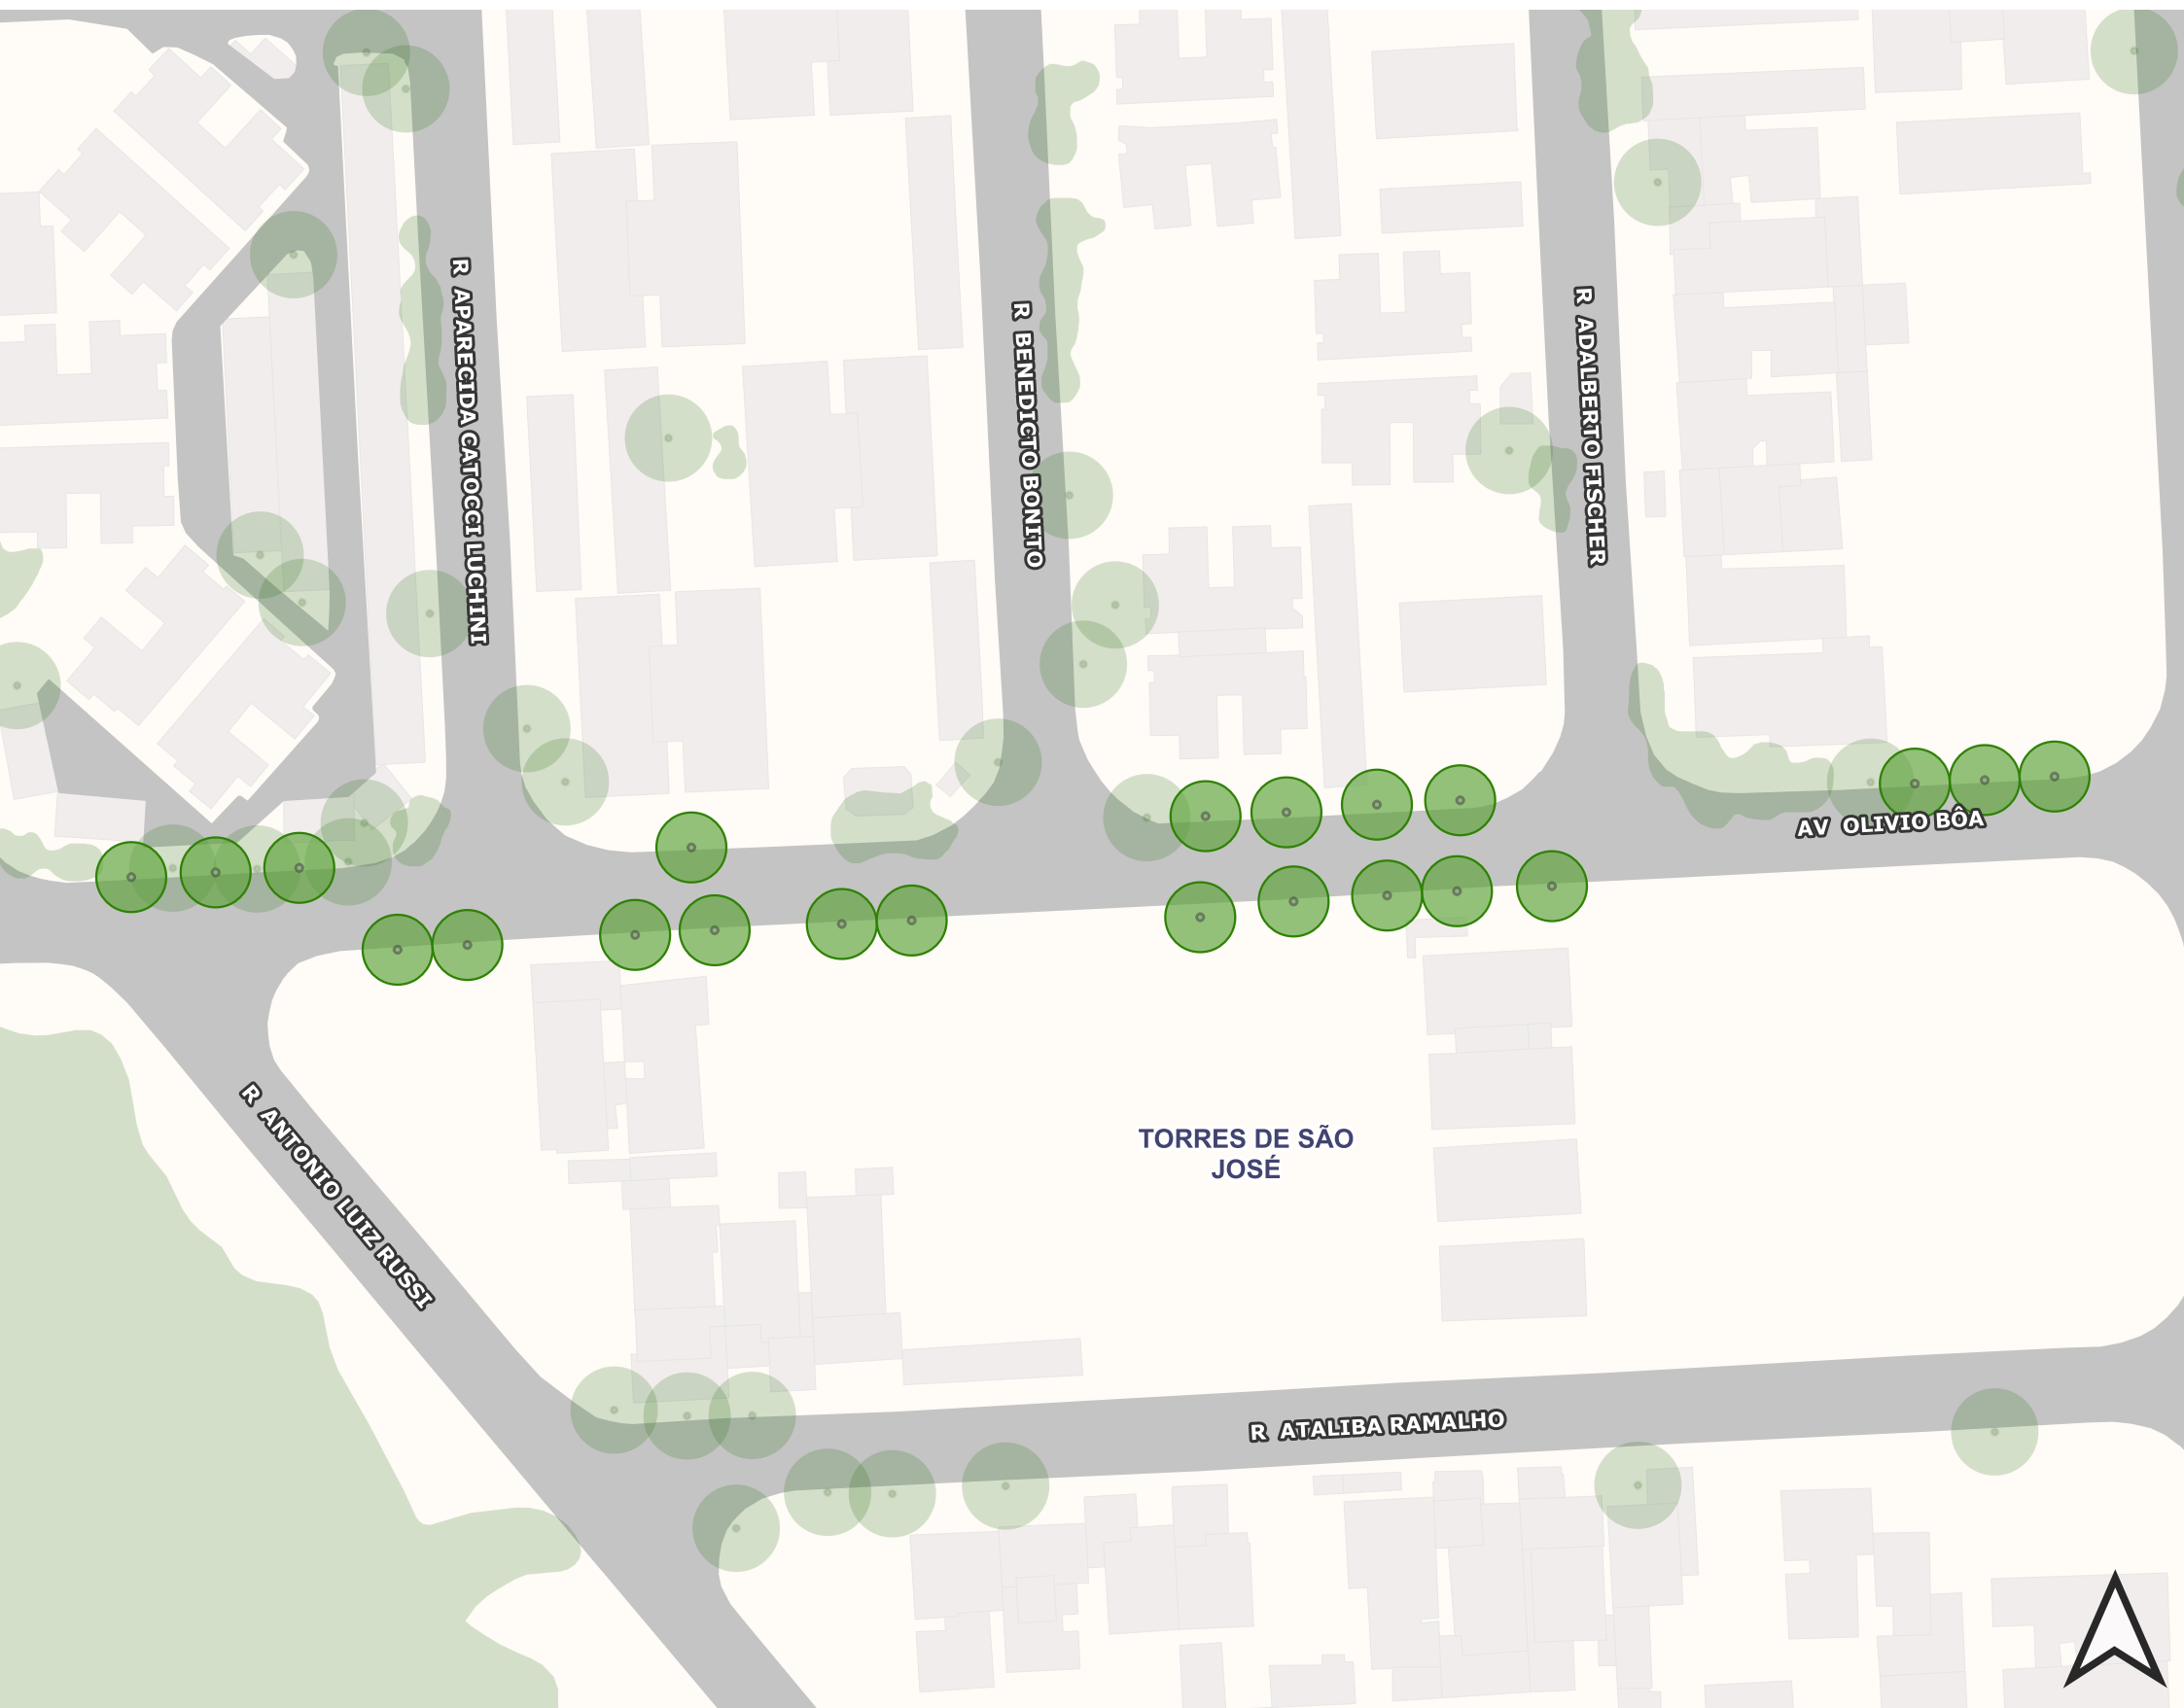 R APARECIDA CATOCCI LUCHINI
R BENEDICTO BONITO
R ADALBERTO FISCHER
AV OLIVIO BÔA
R ANTONIO LUIZ RUSSI
TORRES DE SÃO
JOSÉ
R ATALIBA RAMALHO